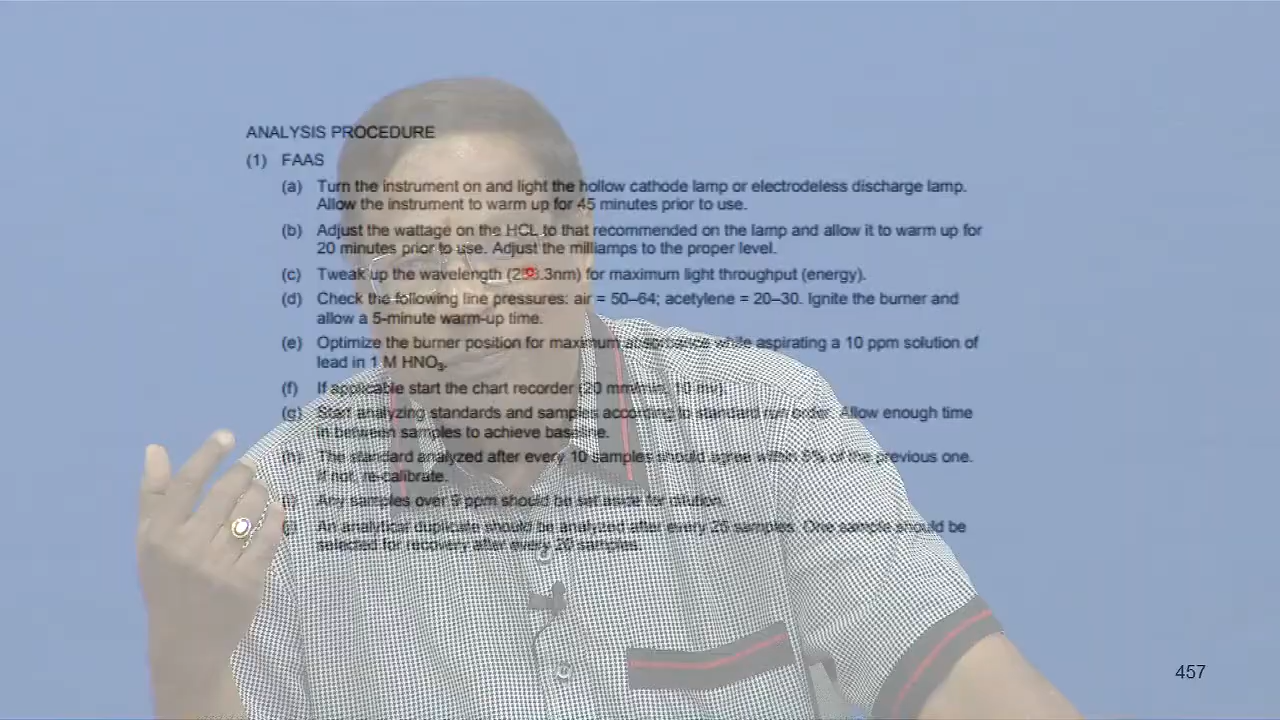 ANALYSIS PROCEDURE
(1) FAAS
(a) Turn the instrument on and light the hollow cathode lamp or electrodeless discharge lamp.
Allow the instrument to warm up for 45 minutes prior to use.
(b) Adjust the wattage on the HCL to that recommended on the lamp and allow it to warm up for
20 minutes prior to use. Adjust the milliamps to the proper level.
(c) Tweak up the wavelength for maximum light throughput (energy).
(d) Check the following line pressures: air = 50–64; acetylene = 20–30. Ignite the burner and
allow a 5-minute warm-up time.
(e) Optimize the burner position for maximum absorbance while aspirating a 10 ppm solution of
lead in 1 M HNO₃.
(f) If applicable start the chart recorder (20 mm/min, 10 mv).
(g) Start analyzing standards and samples according to standard run order. Allow enough time
in between samples to achieve baseline.
(h) The standard analyzed after every 10 samples should agree within 5% of the previous one.
If not, re-calibrate.
(i) Any samples over 9 ppm should be set aside for dilution.
(j) An analytical duplicate should be analyzed after every 25 samples. One sample should be
selected for recovery after every 20 samples.
457